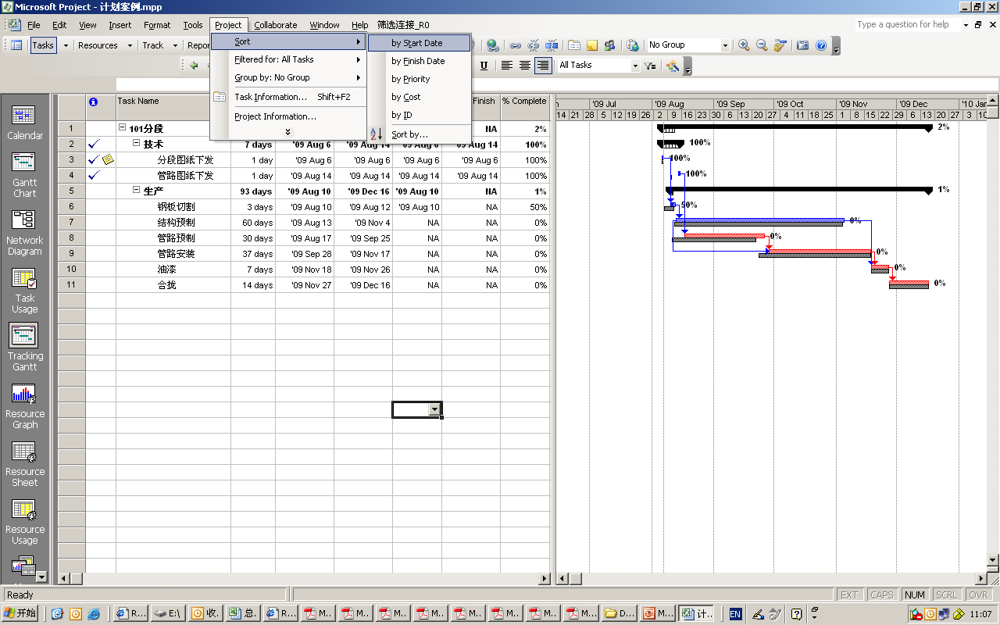 Microsoft Project - 计划案例.mpp
File Edit View Insert Format Tools Project Collaborate Window Help 筛选连接_R0 Type a question for help
Tasks Resources Track Repor No Group
U All Tasks
Sort
Filtered for: All Tasks
Group by: No Group
Task Information... Shift+F2
Project Information...
by Start Date
by Finish Date
by Priority
by Cost
by ID
Sort by...
Task Name Finish % Complete
'09 Jul '09 Aug '09 Sep '09 Oct '09 Nov '09 Dec '10 Jan
14 21 28 5 12 19 26 2 9 16 23 30 6 13 20 27 4 11 18 25 1 8 15 22 29 6 13 20 27 3 10
1 101分段 NA 2% 2%
2 技术 7 days '09 Aug 6 '09 Aug 14 '09 Aug 6 '09 Aug 14 100% 100%
3 分段图纸下发 1 day '09 Aug 6 '09 Aug 6 '09 Aug 6 '09 Aug 6 100% 100%
4 管路图纸下发 1 day '09 Aug 14 '09 Aug 14 '09 Aug 14 '09 Aug 14 100% 100%
5 生产 93 days '09 Aug 10 '09 Dec 16 '09 Aug 10 NA 1% 1%
6 钢板切割 3 days '09 Aug 10 '09 Aug 12 '09 Aug 10 NA 50% 50%
7 结构预制 60 days '09 Aug 13 '09 Nov 4 NA NA 0% 0%
8 管路预制 30 days '09 Aug 17 '09 Sep 25 NA NA 0% 0%
9 管路安装 37 days '09 Sep 28 '09 Nov 17 NA NA 0% 0%
10 油漆 7 days '09 Nov 18 '09 Nov 26 NA NA 0% 0%
11 合拢 14 days '09 Nov 27 '09 Dec 16 NA NA 0% 0%
Calendar
Gantt
Chart
Network
Diagram
Task
Usage
Tracking
Gantt
Resource
Graph
Resource
Sheet
Resource
Usage
Ready EXT CAPS NUM SCRL OVR
开始 R... E:\ 收. 总. R... M.. M.. M.. M.. M.. M.. M.. M... D... M... 计.. EN 11:07